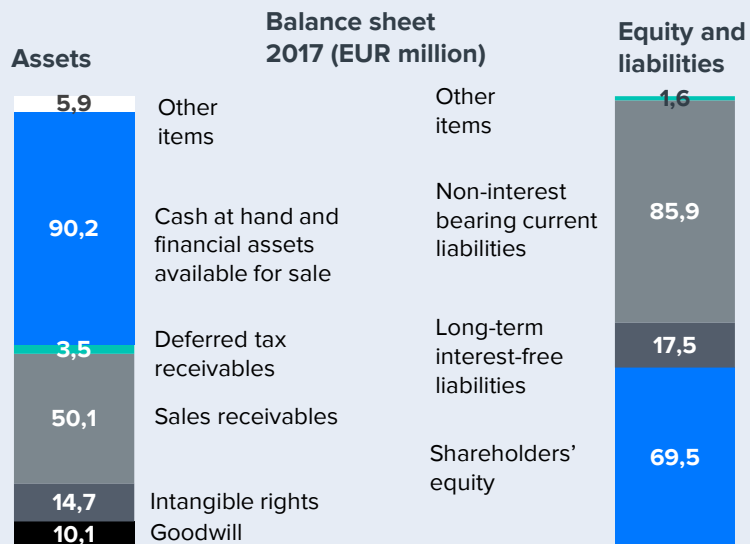 Balance sheet
2017 (EUR million)
Assets
5,9
Other
items
90,2
Cash at hand and
financial assets
available for sale
3,5
Deferred tax
receivables
50,1
Sales receivables
14,7
Intangible rights
10,1
Goodwill
Equity and
liabilities
Other
items
1,6
Non-interest
bearing current
liabilities
85,9
Long-term
interest-free
liabilities
17,5
Shareholders’
equity
69,5